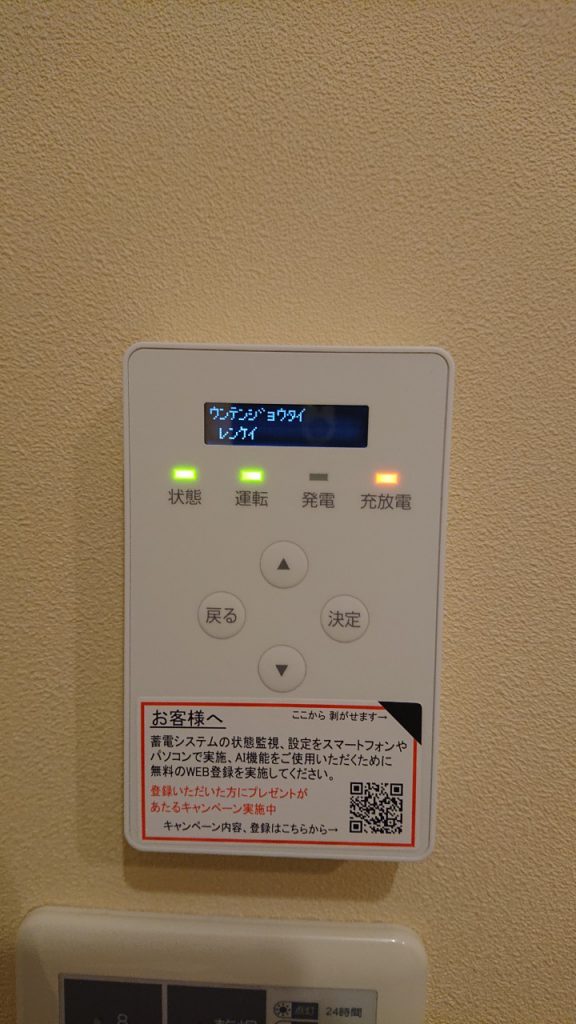 ウンテンジョウタイ
レンケイ
状態 運転 発電 充放電
▲
戻る 決定
▼
お客様へ ここから 剥がせます→
蓄電システムの状態監視、設定をスマートフォンや
パソコンで実施、AI機能をご使用いただくために
無料のWEB登録を実施してください。
登録いただいた方にプレゼントが
あたるキャンペーン実施中
キャンペーン内容、登録はこちらから→
点灯 24時間